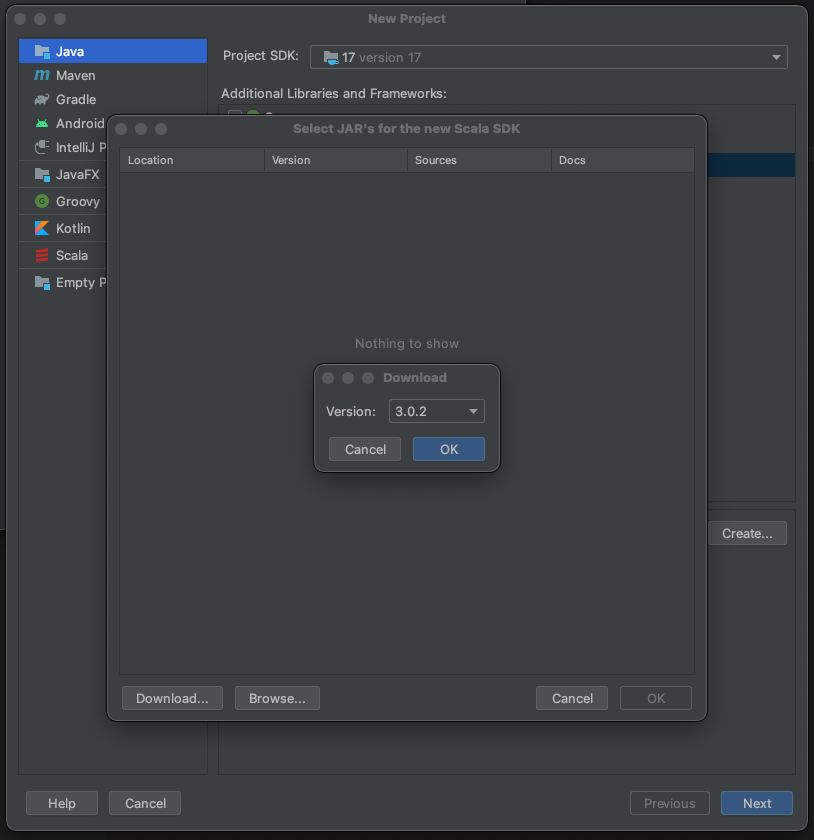 New Project
Java
Maven
Gradle
Android
IntelliJ P
JavaFX
Groovy
Kotlin
Scala
Empty P
Project SDK: 17 version 17
Additional Libraries and Frameworks:
Select JAR's for the new Scala SDK
Location Version Sources Docs
Nothing to show
Download
Version: 3.0.2
Cancel OK
Create...
Download... Browse... Cancel OK
Help Cancel Previous Next